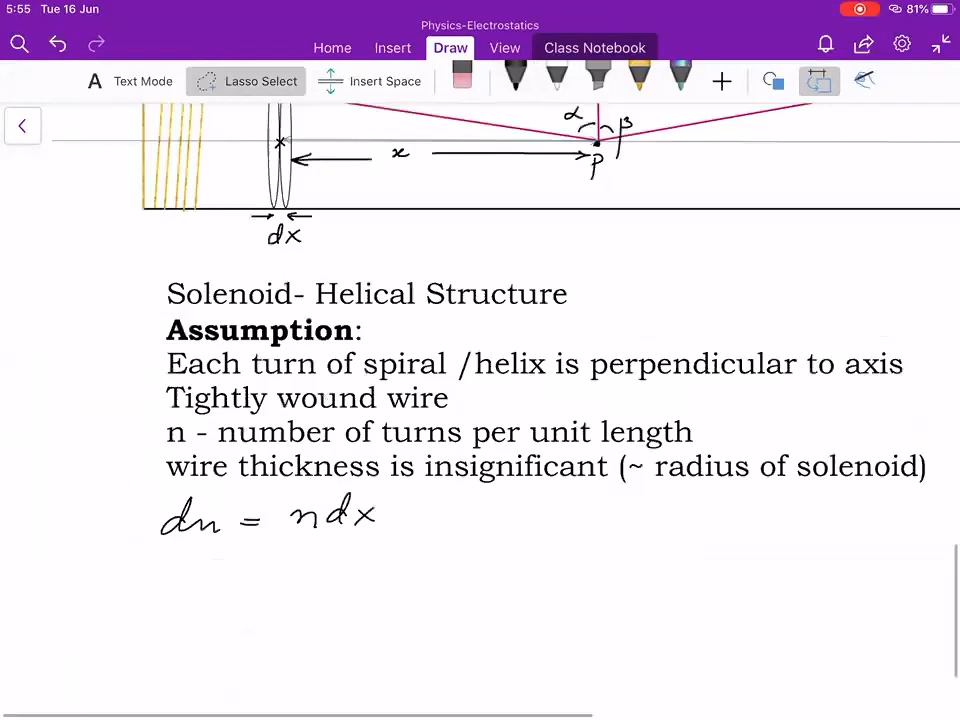 5:55 Tue 16 Jun 81%
Physics-Electrostatics
Home Insert Draw View Class Notebook
A Text Mode Lasso Select Insert Space
α β
x
P
dx
Solenoid- Helical Structure
Assumption:
Each turn of spiral /helix is perpendicular to axis
Tightly wound wire
n - number of turns per unit length
wire thickness is insignificant (~ radius of solenoid)
dn = ndx